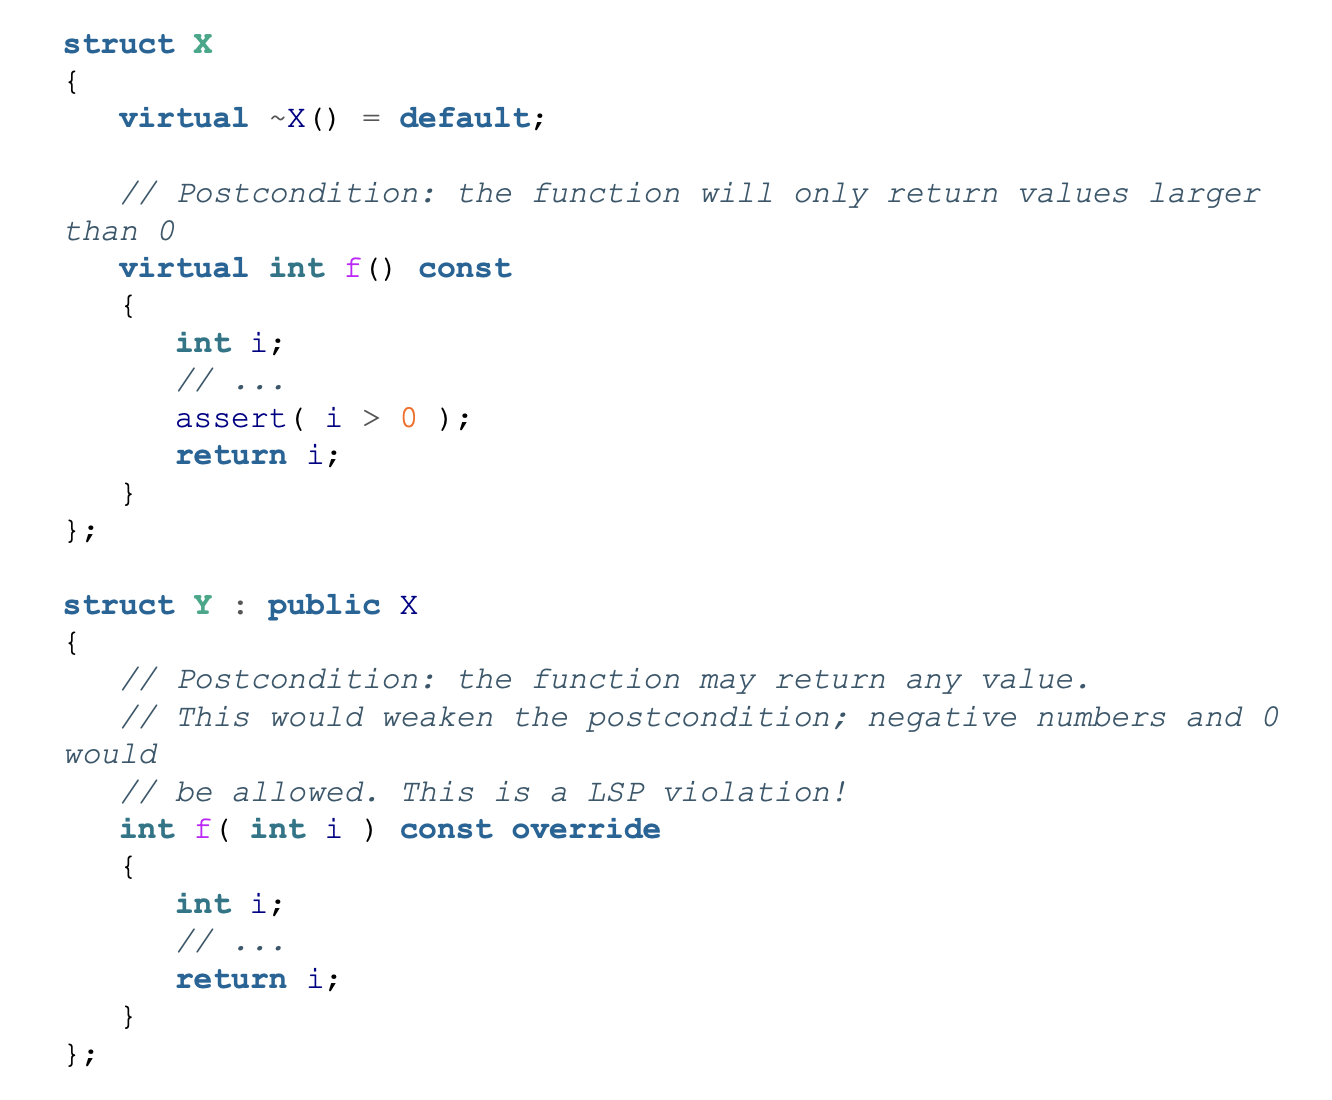 struct X
{
   virtual ~X() = default;

   // Postcondition: the function will only return values larger
than 0
   virtual int f() const
   {
      int i;
      // ...
      assert( i > 0 );
      return i;
   }
};

struct Y : public X
{
   // Postcondition: the function may return any value.
   // This would weaken the postcondition; negative numbers and 0
would
   // be allowed. This is a LSP violation!
   int f( int i ) const override
   {
      int i;
      // ...
      return i;
   }
};